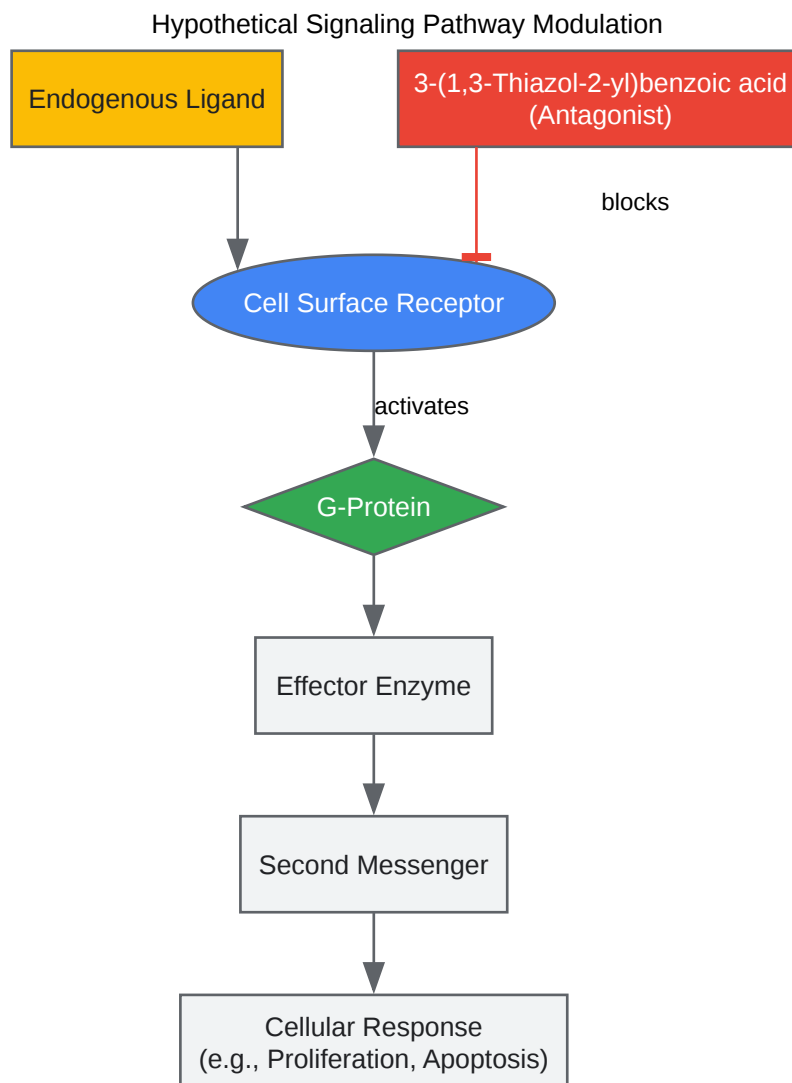 Hypothetical Signaling Pathway Modulation
Endogenous Ligand
3-(1,3-Thiazol-2-yl)benzoic acid
(Antagonist)
blocks
Cell Surface Receptor
activates
G-Protein
Effector Enzyme
Second Messenger
Cellular Response
(e.g., Proliferation, Apoptosis)